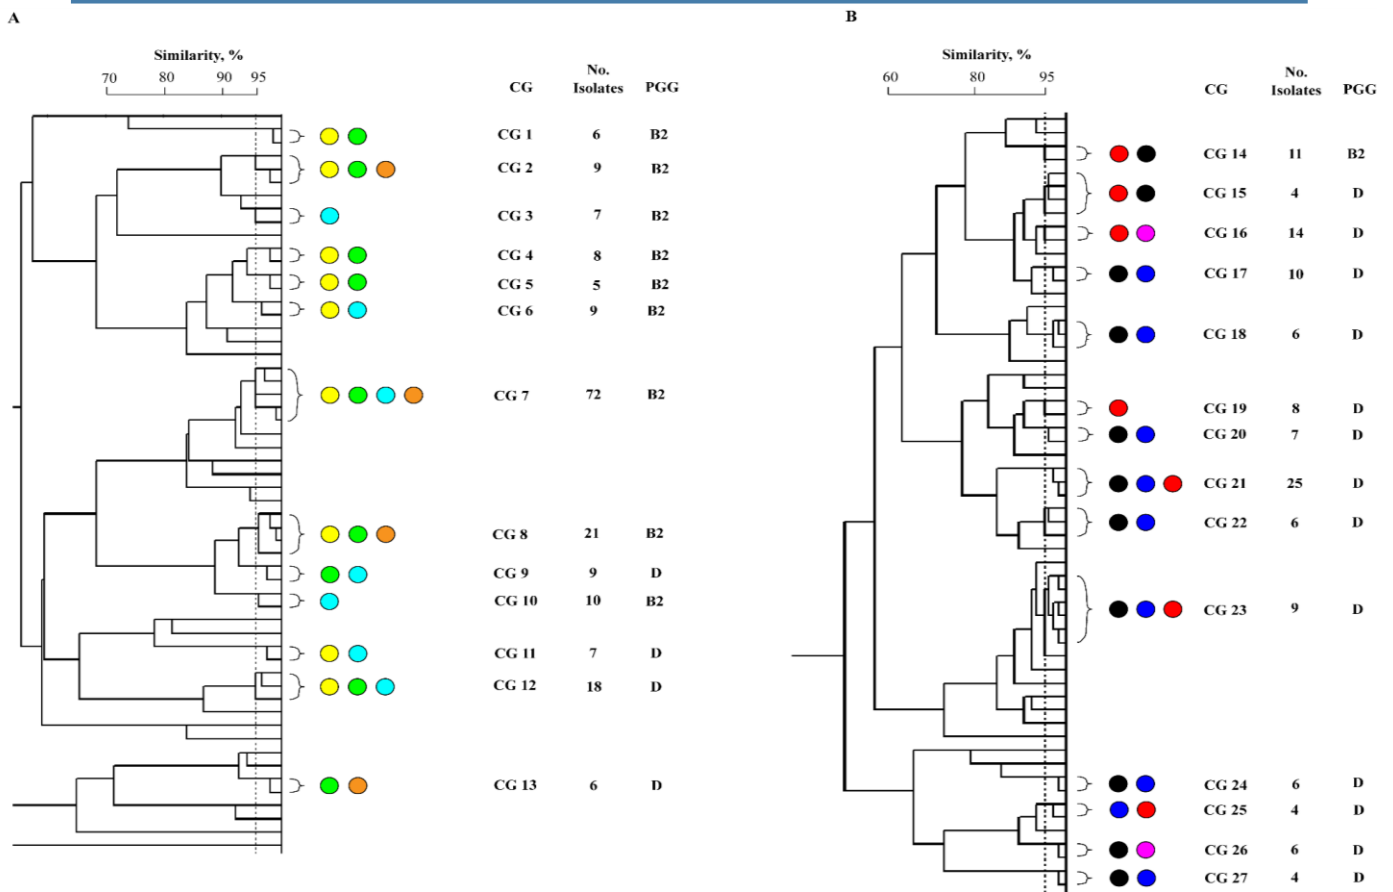 A
Similarity, %
70 80 90 95
CG No. Isolates PGG
CG 1 6 B2
CG 2 9 B2
CG 3 7 B2
CG 4 8 B2
CG 5 5 B2
CG 6 9 B2
CG 7 72 B2
CG 8 21 B2
CG 9 9 D
CG 10 10 B2
CG 11 7 D
CG 12 18 D
CG 13 6 D
B
Similarity, %
60 80 95
CG No. Isolates PGG
CG 14 11 B2
CG 15 4 D
CG 16 14 D
CG 17 10 D
CG 18 6 D
CG 19 8 D
CG 20 7 D
CG 21 25 D
CG 22 6 D
CG 23 9 D
CG 24 6 D
CG 25 4 D
CG 26 6 D
CG 27 4 D